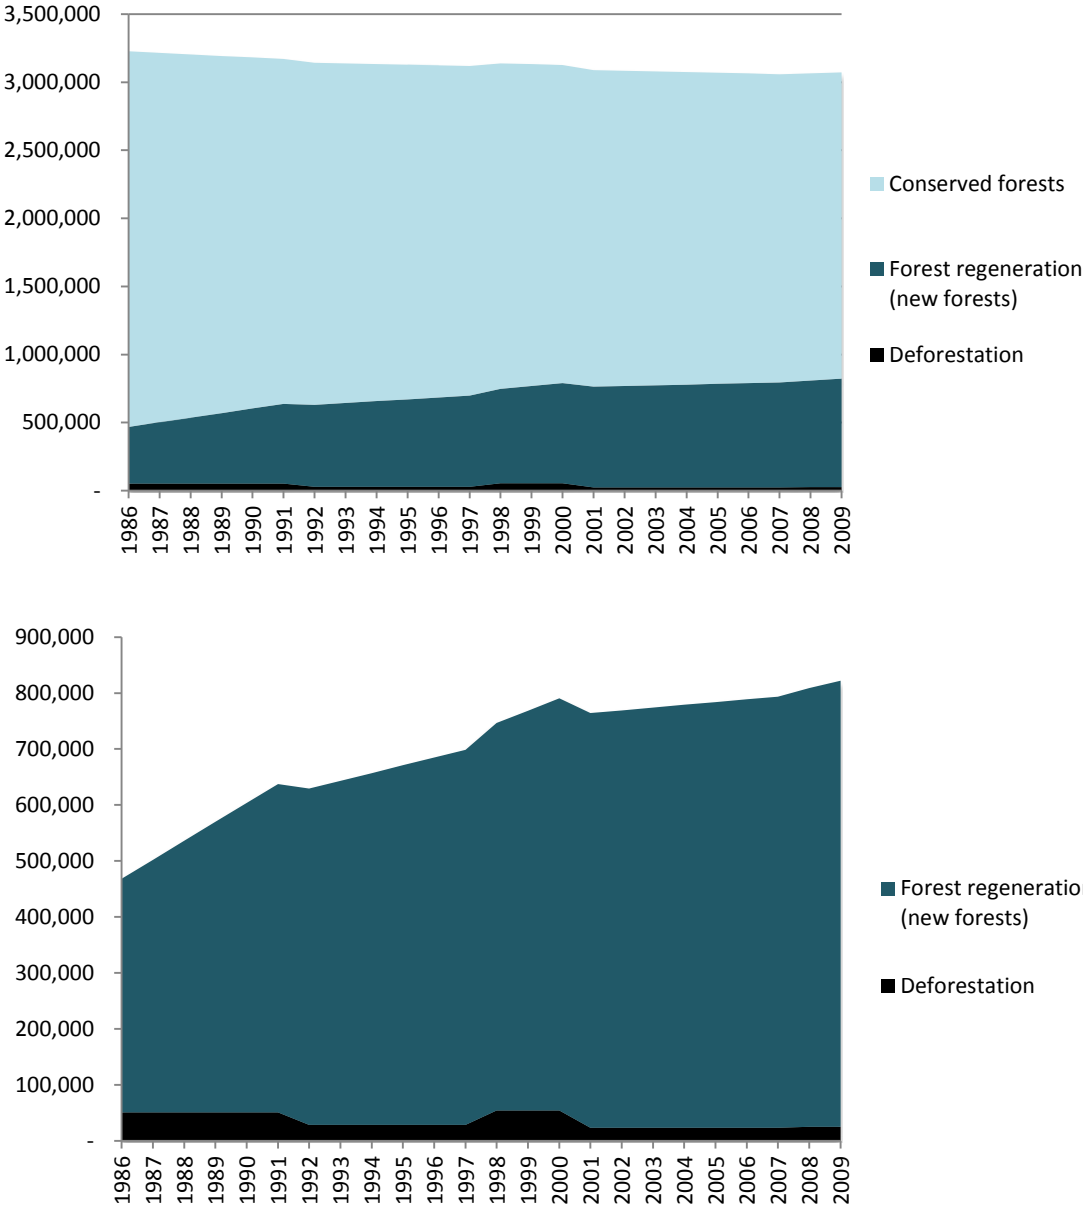 3,500,000
3,000,000
2,500,000
2,000,000
1,500,000
1,000,000
500,000
-
1986 1987 1988 1989 1990 1991 1992 1993 1994 1995 1996 1997 1998 1999 2000 2001 2002 2003 2004 2005 2006 2007 2008 2009
Conserved forests
Forest regeneration
(new forests)
Deforestation
900,000
800,000
700,000
600,000
500,000
400,000
300,000
200,000
100,000
-
1986 1987 1988 1989 1990 1991 1992 1993 1994 1995 1996 1997 1998 1999 2000 2001 2002 2003 2004 2005 2006 2007 2008 2009
Forest regeneratio
(new forests)
Deforestation